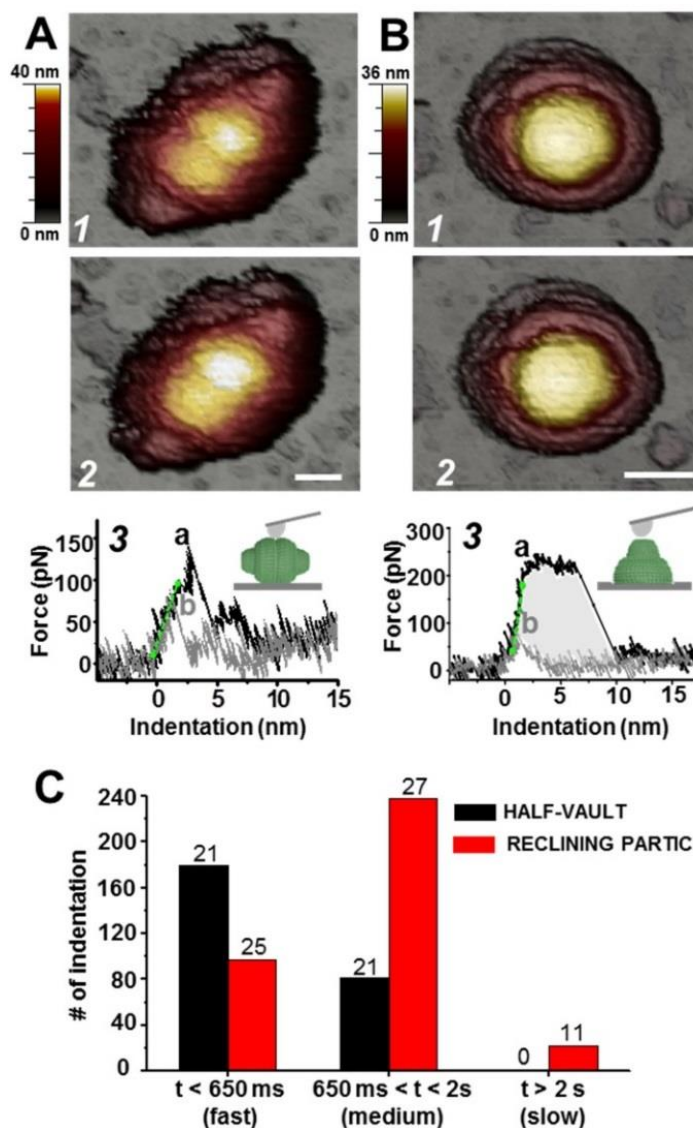 A
B
40 nm
0 nm
1
36 nm
0 nm
1
2
2
3
a
b
150
100
50
0
Force (pN)
0
5
10
15
Indentation (nm)
3
a
b
300
200
100
0
Force (pN)
0
5
10
15
Indentation (nm)
C
240
200
160
120
80
40
0
# of indentation
HALF-VAULT
RECLINING PARTIC
21
25
21
27
0
11
t < 650 ms
(fast)
650 ms < t < 2s
(medium)
t > 2 s
(slow)